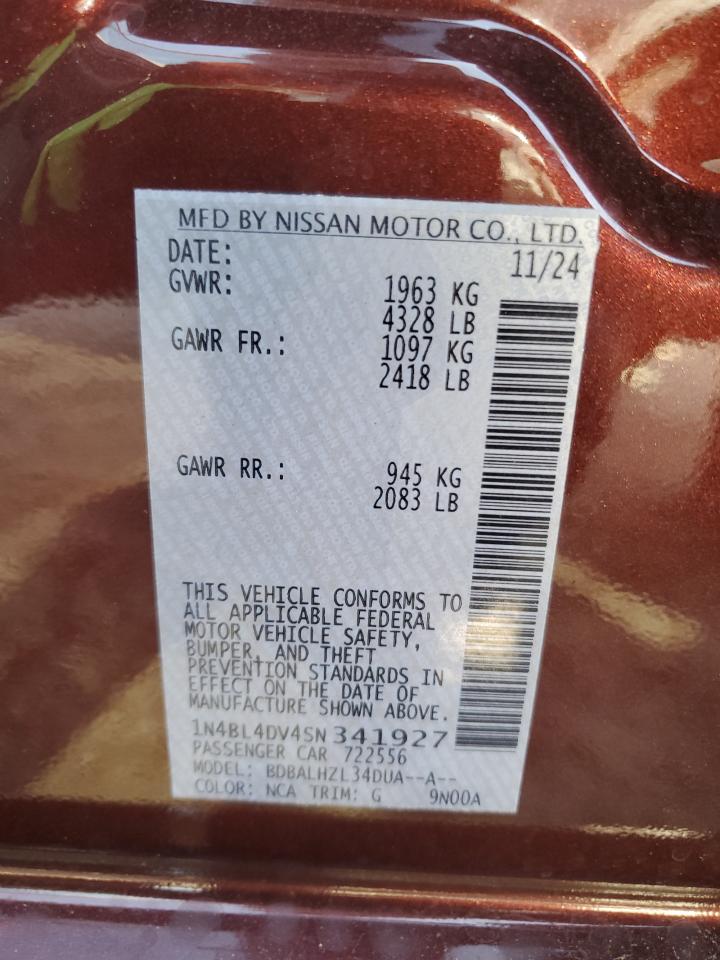 MFD BY NISSAN MOTOR CO., LTD.
DATE: 11/24
GVWR: 1963 KG
4328 LB
GAWR FR.: 1097 KG
2418 LB
GAWR RR.: 945 KG
2083 LB
THIS VEHICLE CONFORMS TO
ALL APPLICABLE FEDERAL
MOTOR VEHICLE SAFETY,
BUMPER, AND THEFT
PREVENTION STANDARDS IN
EFFECT ON THE DATE OF
MANUFACTURE SHOWN ABOVE.
1N4BL4DV4SN341927
PASSENGER CAR 722556
MODEL: BDBALHZL34DUA--A--
COLOR: NCA TRIM: G 9N00A